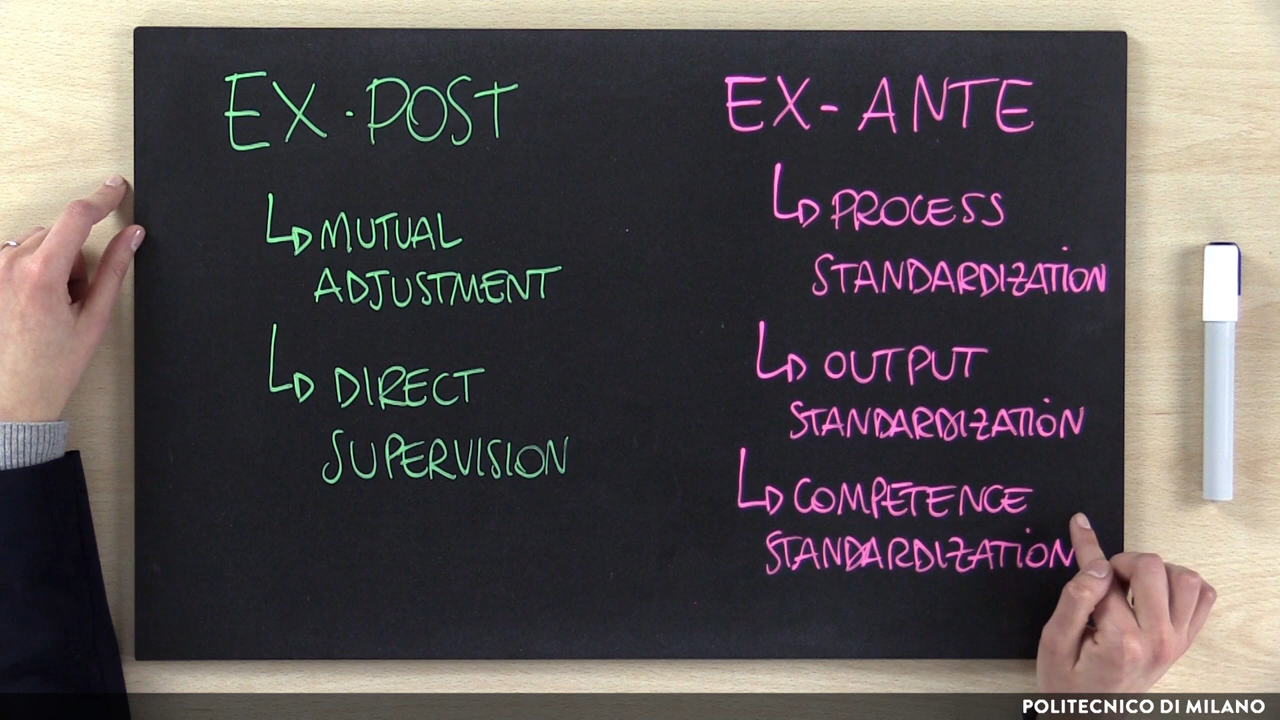 EX-POST
↳ MUTUAL
ADJUSTMENT
↳ DIRECT
SUPERVISION
EX-ANTE
↳ PROCESS
STANDARDIZATION
↳ OUTPUT
STANDARDIZATION
↳ COMPETENCE
STANDARDIZATION
POLITECNICO DI MILANO